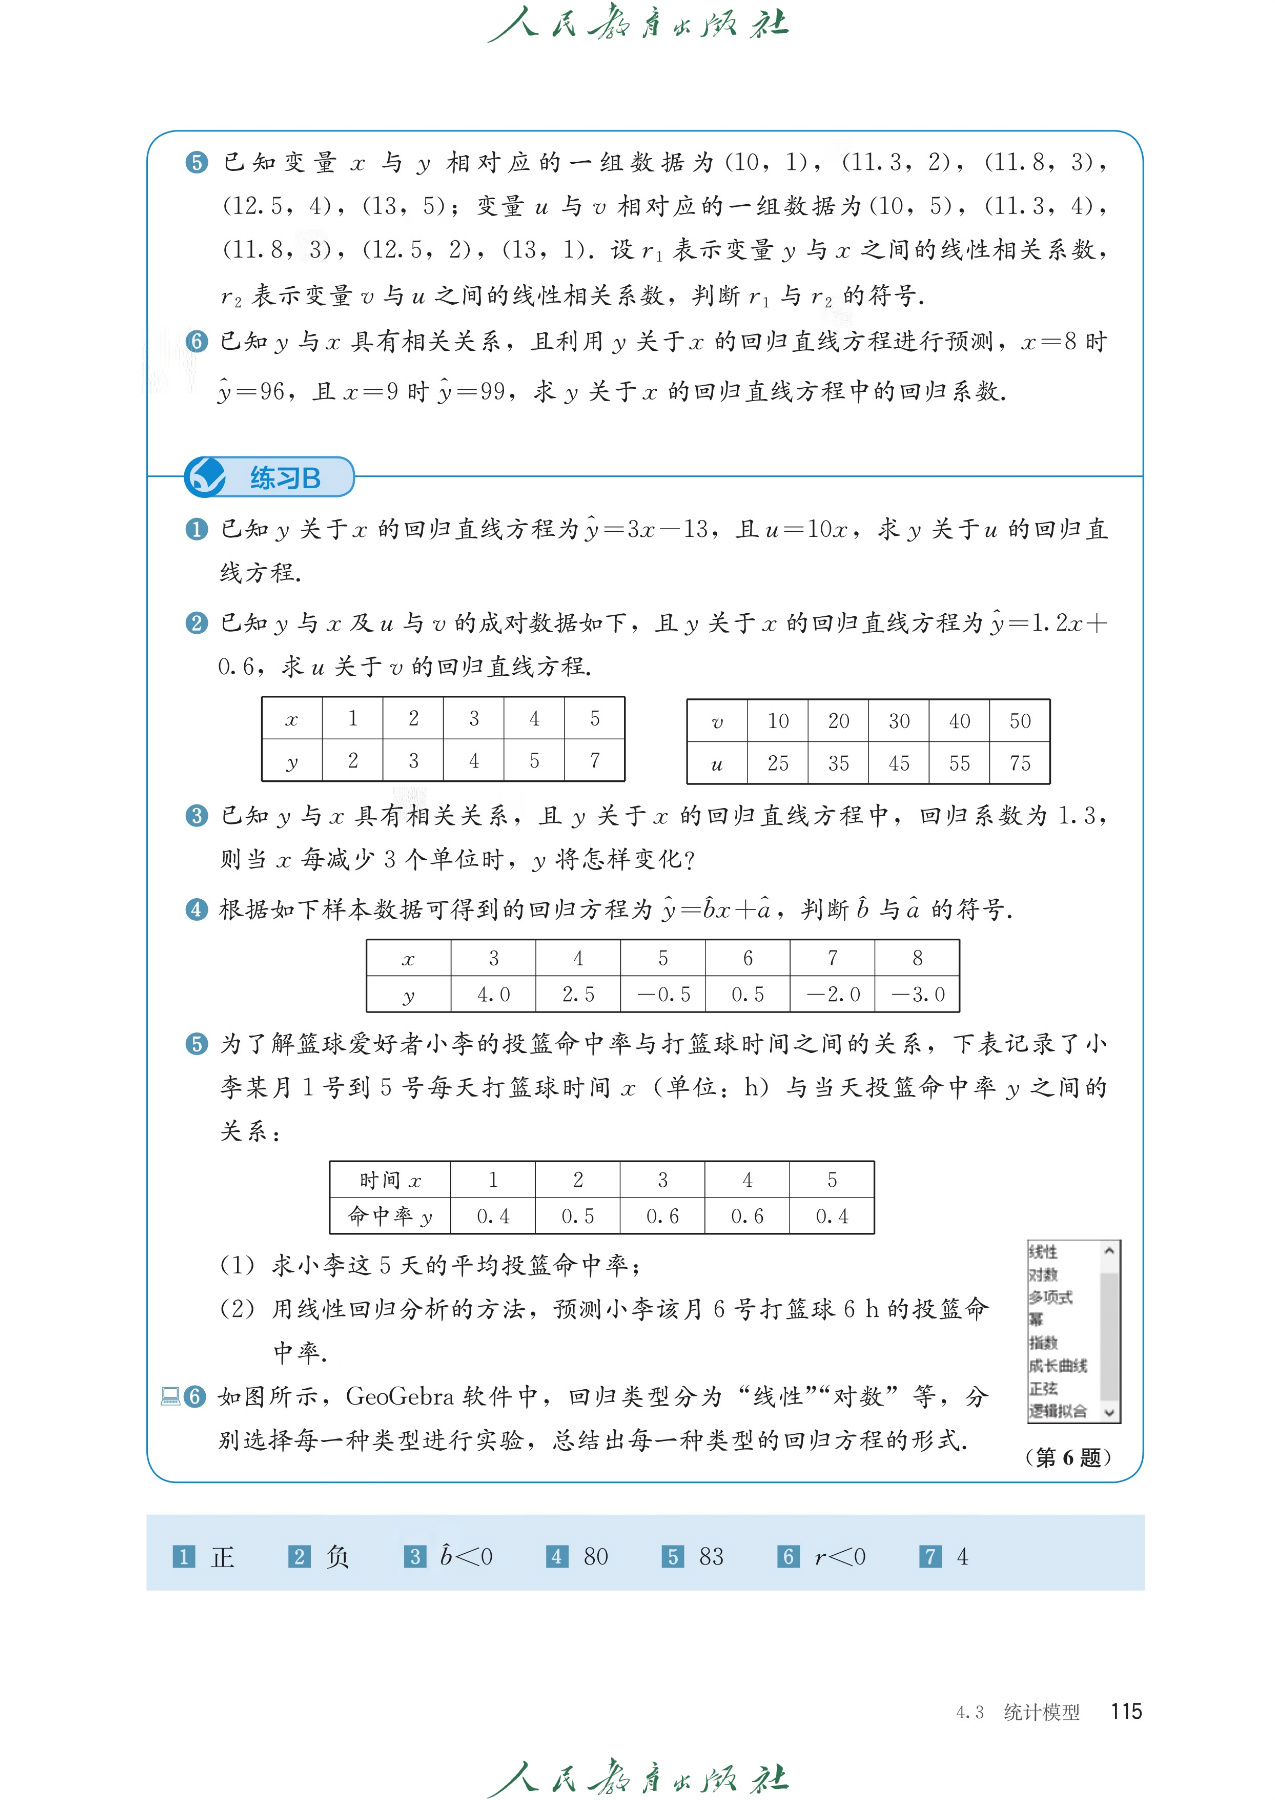 人民教育出版社
5 已知变量 x 与 y 相对应的一组数据为(10, 1), (11.3, 2), (11.8, 3),
(12.5, 4), (13, 5); 变量 u 与 v 相对应的一组数据为(10, 5), (11.3, 4),
(11.8, 3), (12.5, 2), (13, 1). 设 r₁ 表示变量 y 与 x 之间的线性相关系数,
r₂ 表示变量 v 与 u 之间的线性相关系数, 判断 r₁ 与 r₂ 的符号.
6 已知 y 与 x 具有相关关系, 且利用 y 关于 x 的回归直线方程进行预测, x=8 时
ŷ=96, 且 x=9 时 ŷ=99, 求 y 关于 x 的回归直线方程中的回归系数.
练习B
1 已知 y 关于 x 的回归直线方程为 ŷ=3x−13, 且 u=10x, 求 y 关于 u 的回归直
线方程.
2 已知 y 与 x 及 u 与 v 的成对数据如下, 且 y 关于 x 的回归直线方程为 ŷ=1.2x+
0.6, 求 u 关于 v 的回归直线方程.
x 1 2 3 4 5
y 2 3 4 5 7
v 10 20 30 40 50
u 25 35 45 55 75
3 已知 y 与 x 具有相关关系, 且 y 关于 x 的回归直线方程中, 回归系数为 1.3,
则当 x 每减少 3 个单位时, y 将怎样变化?
4 根据如下样本数据可得到的回归方程为 ŷ=b̂x+â, 判断 b̂ 与 â 的符号.
x 3 4 5 6 7 8
y 4.0 2.5 −0.5 0.5 −2.0 −3.0
5 为了解篮球爱好者小李的投篮命中率与打篮球时间之间的关系, 下表记录了小
李某月 1 号到 5 号每天打篮球时间 x (单位: h) 与当天投篮命中率 y 之间的
关系:
时间 x 1 2 3 4 5
命中率 y 0.4 0.5 0.6 0.6 0.4
(1) 求小李这 5 天的平均投篮命中率;
(2) 用线性回归分析的方法, 预测小李该月 6 号打篮球 6 h 的投篮命
中率.
6 如图所示, GeoGebra 软件中, 回归类型分为“线性”“对数”等, 分
别选择每一种类型进行实验, 总结出每一种类型的回归方程的形式.
线性
对数
多项式
幂
指数
成长曲线
正弦
逻辑拟合
(第 6 题)
1 正 2 负 3 b̂<0 4 80 5 83 6 r<0 7 4
4.3 统计模型 115
人民教育出版社